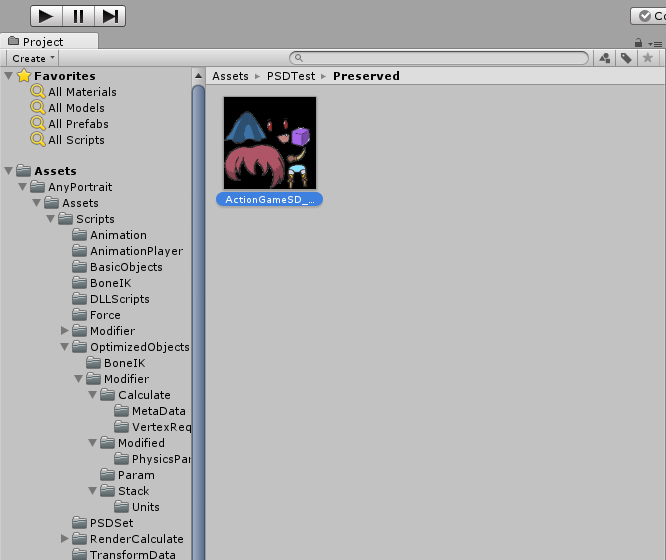 Co
Project
Create
Favorites
All Materials
All Models
All Prefabs
All Scripts
Assets
AnyPortrait
Assets
Scripts
Animation
AnimationPlayer
BasicObjects
BoneIK
DLLScripts
Force
Modifier
OptimizedObjects
BoneIK
Modifier
Calculate
MetaData
VertexReq
Modified
PhysicsPar
Param
Stack
Units
PSDSet
RenderCalculate
TransformData
Assets ▸ PSDTest ▸ Preserved
ActionGameSD_...